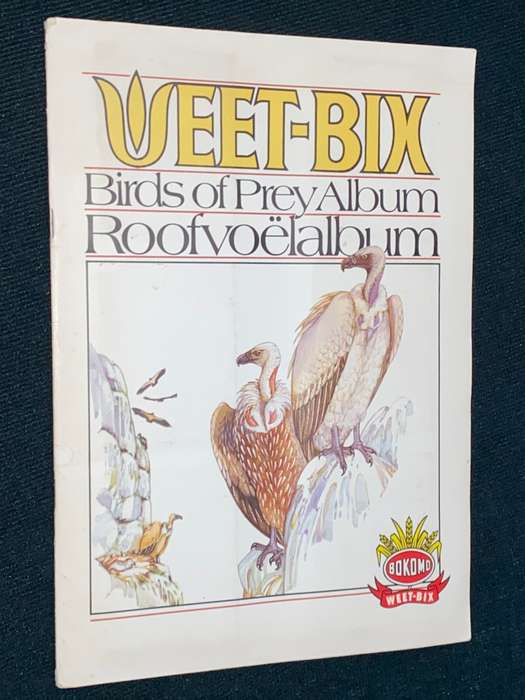 WEET-BIX
Birds of Prey Album
Roofvoëlalbum
BOKOMO
WEET-BIX